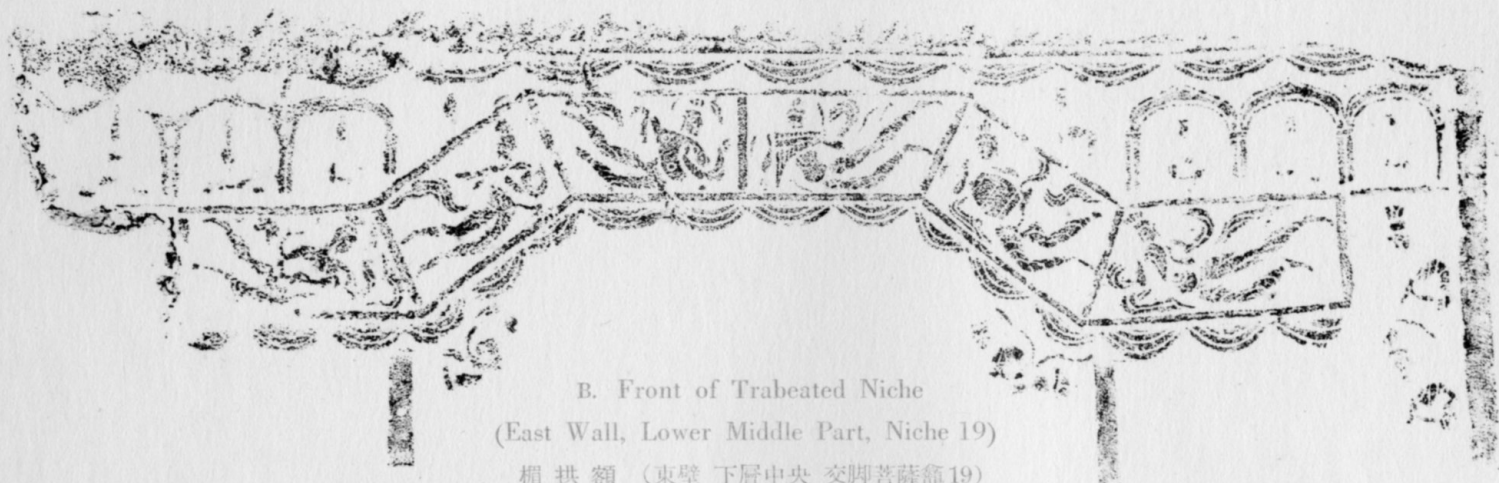 B. Front of Trabeated Niche
(East Wall, Lower Middle Part, Niche 19)
楣拱額 (東壁 下層中央 交脚菩薩龕19)